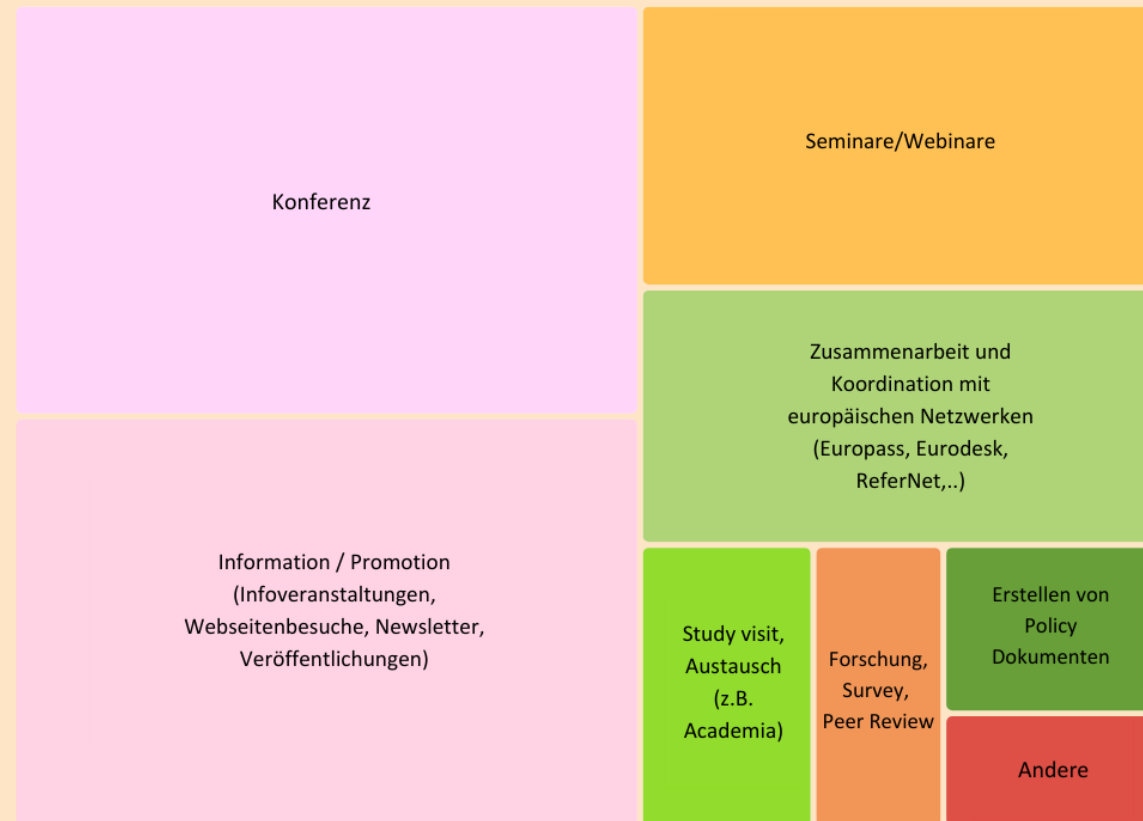 Konferenz
Seminare/Webinare
Zusammenarbeit und
Koordination mit
europäischen Netzwerken
(Europass, Eurodesk,
ReferNet,..)
Information / Promotion
(Infoveranstaltungen,
Webseitenbesuche, Newsletter,
Veröffentlichungen)
Study visit,
Austausch
(z.B.
Academia)
Forschung,
Survey,
Peer Review
Erstellen von
Policy
Dokumenten
Andere